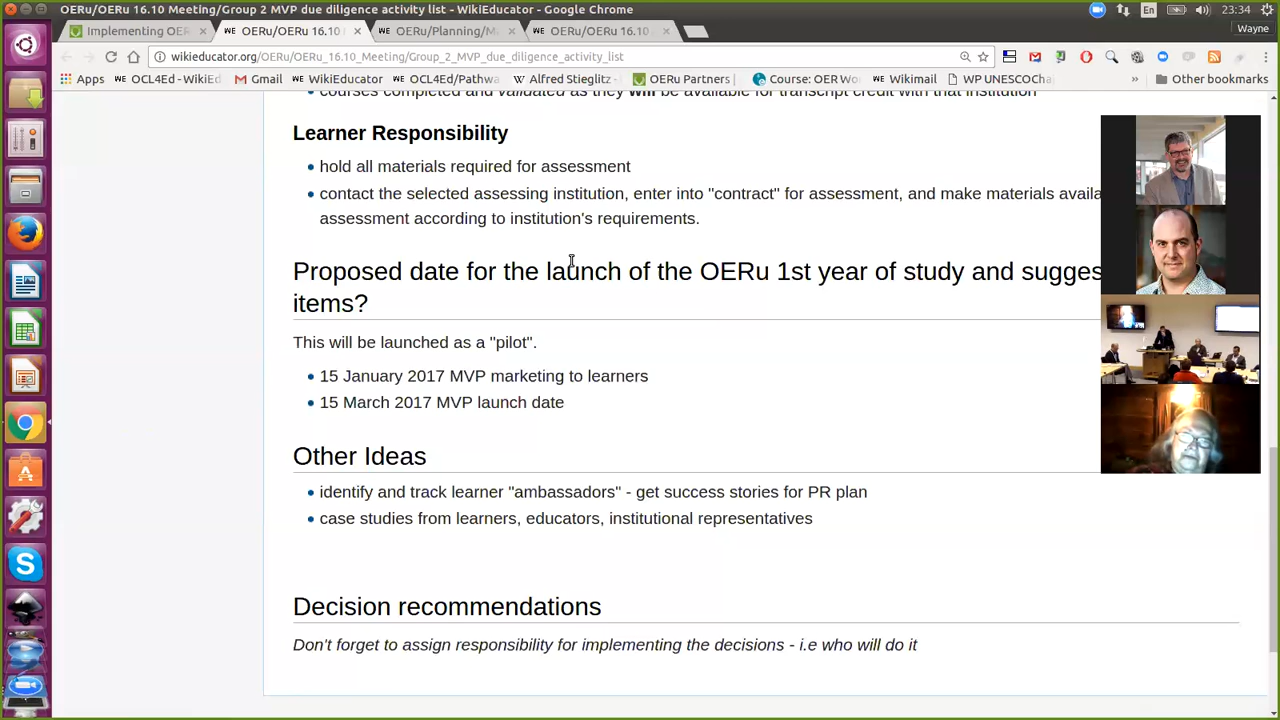 OERu/OERu 16.10 Meeting/Group 2 MVP due diligence activity list - WikiEducator - Google Chrome
En
23:34
Implementing OER
WE OERu/OERu 16.10
WE OERu/Planning/M
WE OERu/OERu 16.10
Wayne
wikieducator.org/OERu/OERu_16.10_Meeting/Group_2_MVP_due_diligence_activity_list
Apps
WE OCL4Ed - WikiEd
Gmail
WE WikiEducator
WE OCL4Ed/Pathwa
W Alfred Stieglitz -
OERu Partners
Course: OER Wo
WE Wikimail
WP UNESCOCha
»
Other bookmarks
courses completed and validated as they will be available for transcript credit with that institution
Learner Responsibility
hold all materials required for assessment
contact the selected assessing institution, enter into "contract" for assessment, and make materials availa
assessment according to institution's requirements.
Proposed date for the launch of the OERu 1st year of study and sugges
items?
This will be launched as a "pilot".
15 January 2017 MVP marketing to learners
15 March 2017 MVP launch date
Other Ideas
identify and track learner "ambassadors" - get success stories for PR plan
case studies from learners, educators, institutional representatives
Decision recommendations
Don't forget to assign responsibility for implementing the decisions - i.e who will do it